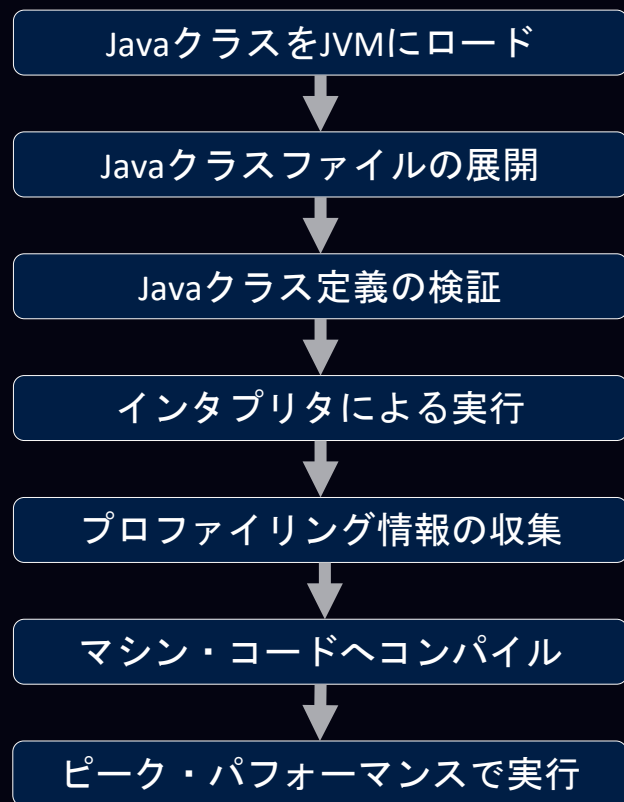 JavaクラスをJVMにロード
Javaクラスファイルの展開
Javaクラス定義の検証
インタプリタによる実行
プロファイリング情報の収集
マシン・コードへコンパイル
ピーク・パフォーマンスで実行